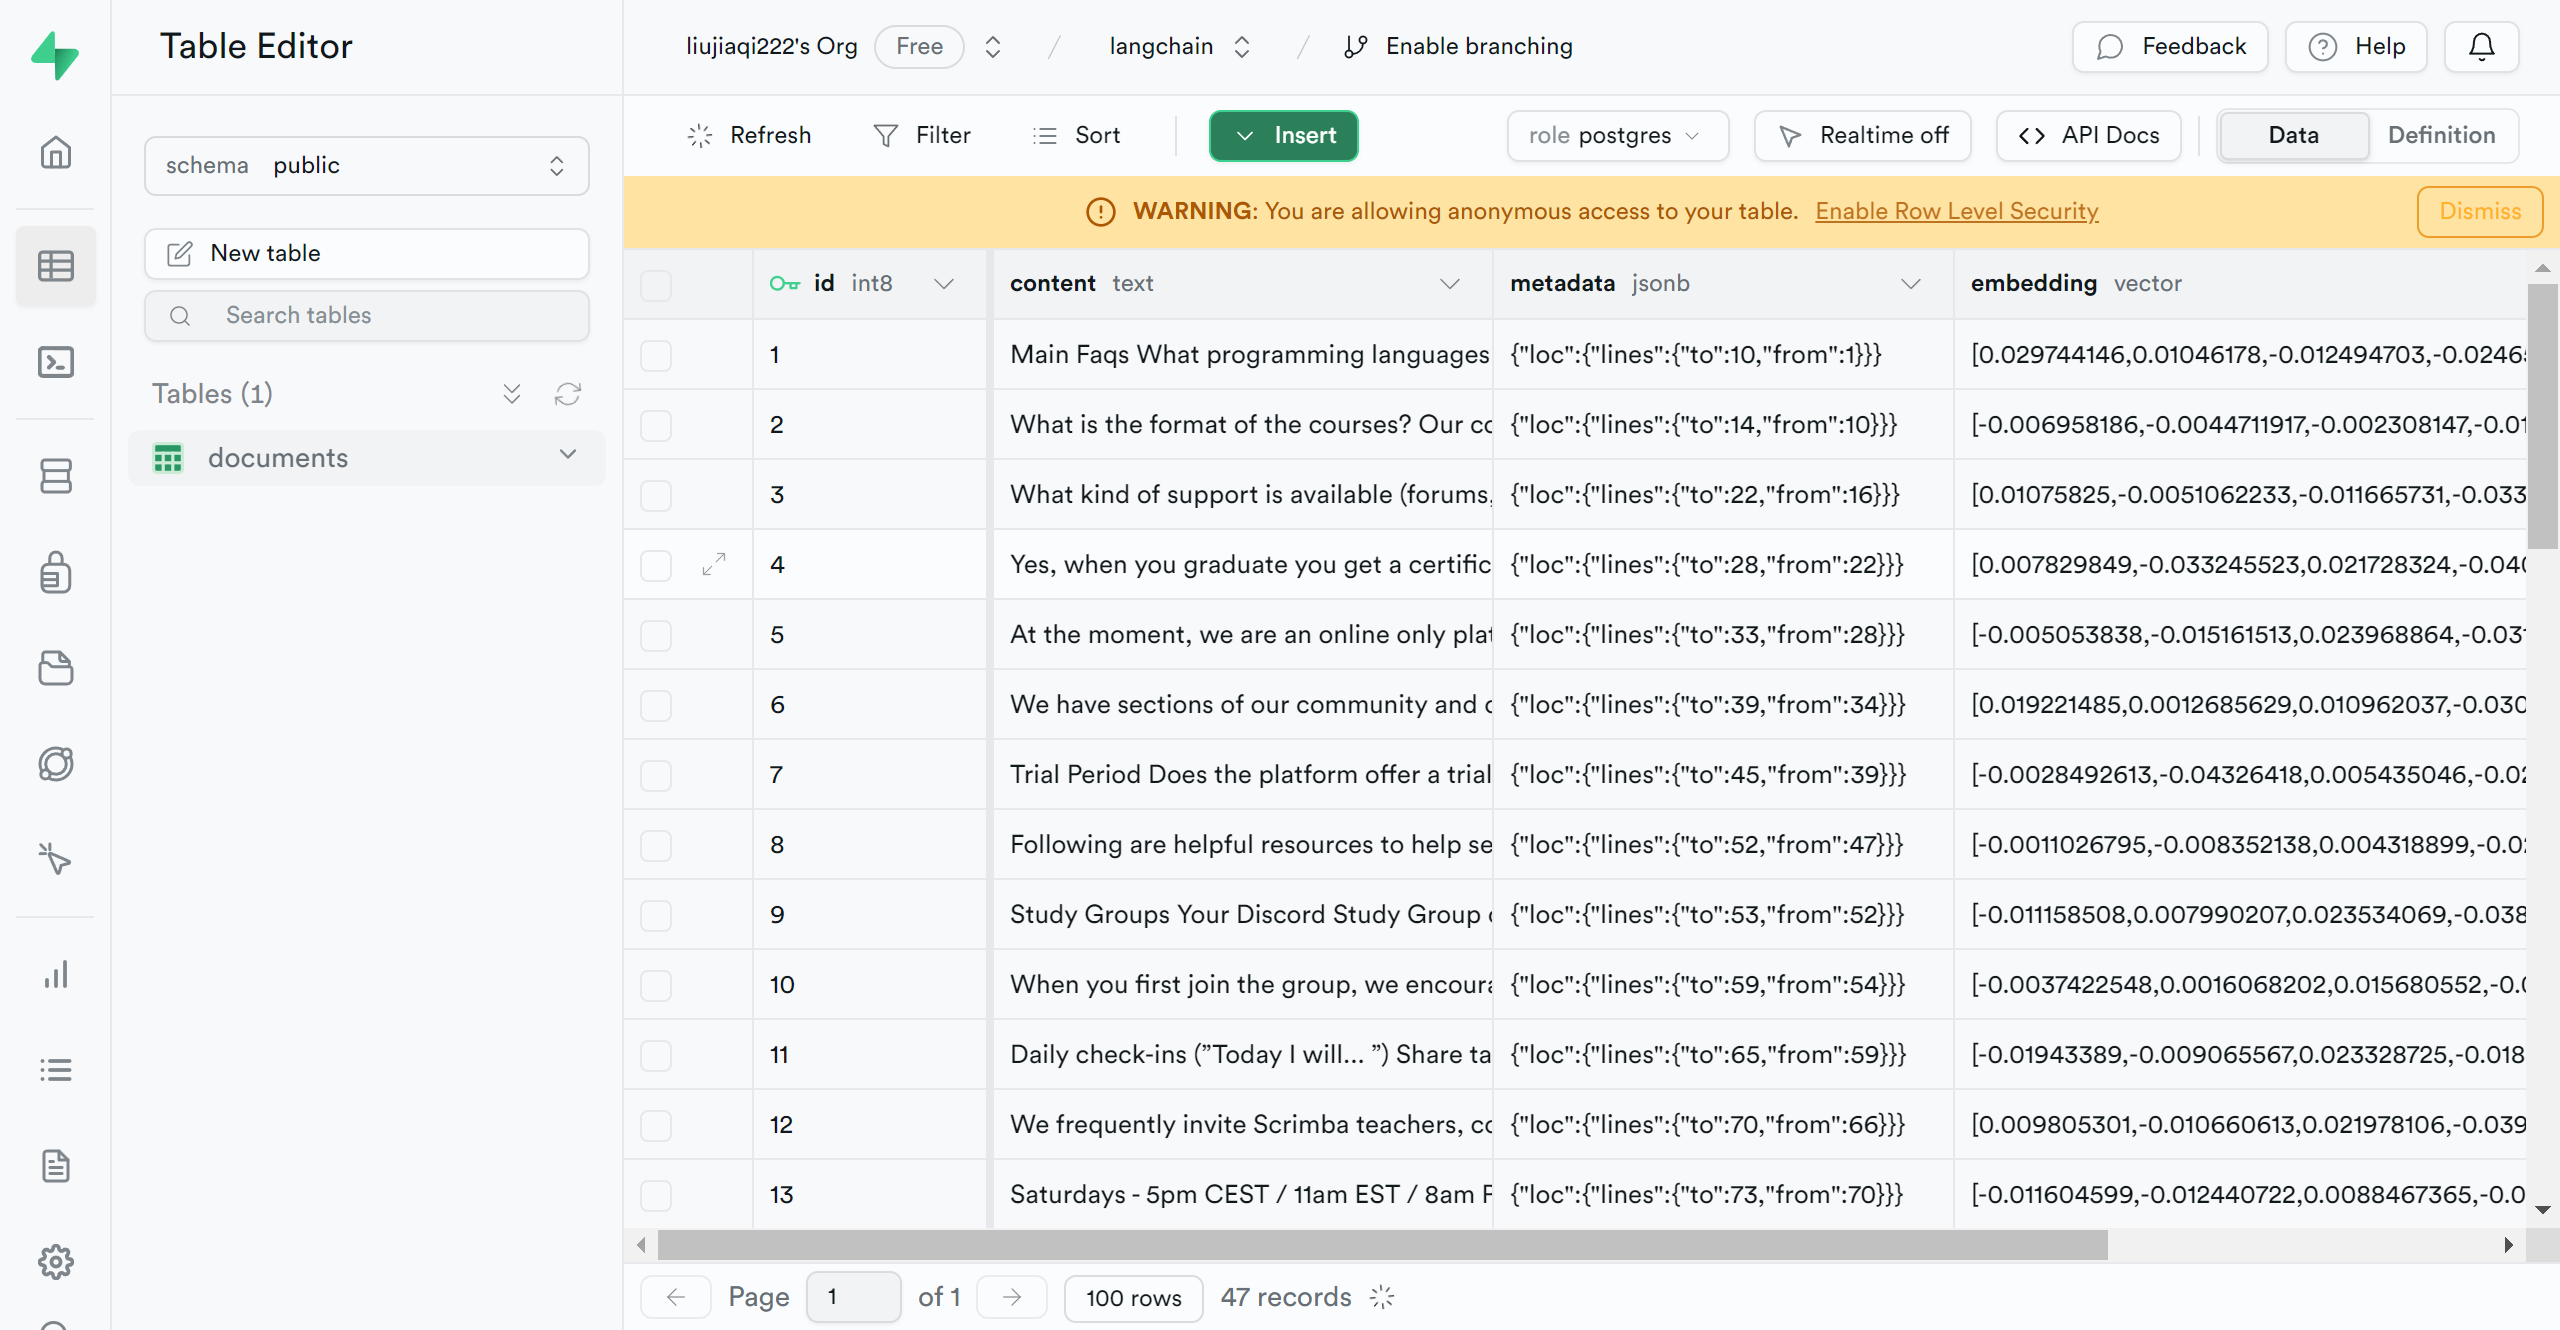 Table Editor
liujiaqi222's Org Free / langchain / Enable branching
Feedback Help
schema public
New table
Search tables
Tables (1)
documents
Refresh Filter Sort Insert role postgres Realtime off API Docs Data Definition
WARNING: You are allowing anonymous access to your table. Enable Row Level Security Dismiss
id int8 content text metadata jsonb embedding vector
1 Main Faqs What programming languages {"loc":{"lines":{"to":10,"from":1}}} [0.029744146,0.01046178,-0.012494703,-0.0246
2 What is the format of the courses? Our co {"loc":{"lines":{"to":14,"from":10}}} [-0.006958186,-0.0044711917,-0.002308147,-0.01
3 What kind of support is available (forums, {"loc":{"lines":{"to":22,"from":16}}} [0.01075825,-0.0051062233,-0.011665731,-0.033
4 Yes, when you graduate you get a certific {"loc":{"lines":{"to":28,"from":22}}} [0.007829849,-0.033245523,0.021728324,-0.04
5 At the moment, we are an online only plat {"loc":{"lines":{"to":33,"from":28}}} [-0.005053838,-0.015161513,0.023968864,-0.03
6 We have sections of our community and {"loc":{"lines":{"to":39,"from":34}}} [0.019221485,0.0012685629,0.010962037,-0.030
7 Trial Period Does the platform offer a trial {"loc":{"lines":{"to":45,"from":39}}} [-0.0028492613,-0.04326418,0.005435046,-0.02
8 Following are helpful resources to help se {"loc":{"lines":{"to":52,"from":47}}} [-0.0011026795,-0.008352138,0.004318899,-0.0
9 Study Groups Your Discord Study Group {"loc":{"lines":{"to":53,"from":52}}} [-0.011158508,0.007990207,0.023534069,-0.038
10 When you first join the group, we encoura {"loc":{"lines":{"to":59,"from":54}}} [-0.0037422548,0.0016068202,0.015680552,-0.
11 Daily check-ins (”Today I will... ”) Share ta {"loc":{"lines":{"to":65,"from":59}}} [-0.01943389,-0.009065567,0.023328725,-0.018
12 We frequently invite Scrimba teachers, co {"loc":{"lines":{"to":70,"from":66}}} [0.009805301,-0.010660613,0.021978106,-0.039
13 Saturdays - 5pm CEST / 11am EST / 8am {"loc":{"lines":{"to":73,"from":70}}} [-0.011604599,-0.012440722,0.0088467365,-0.0
Page 1 of 1 100 rows 47 records